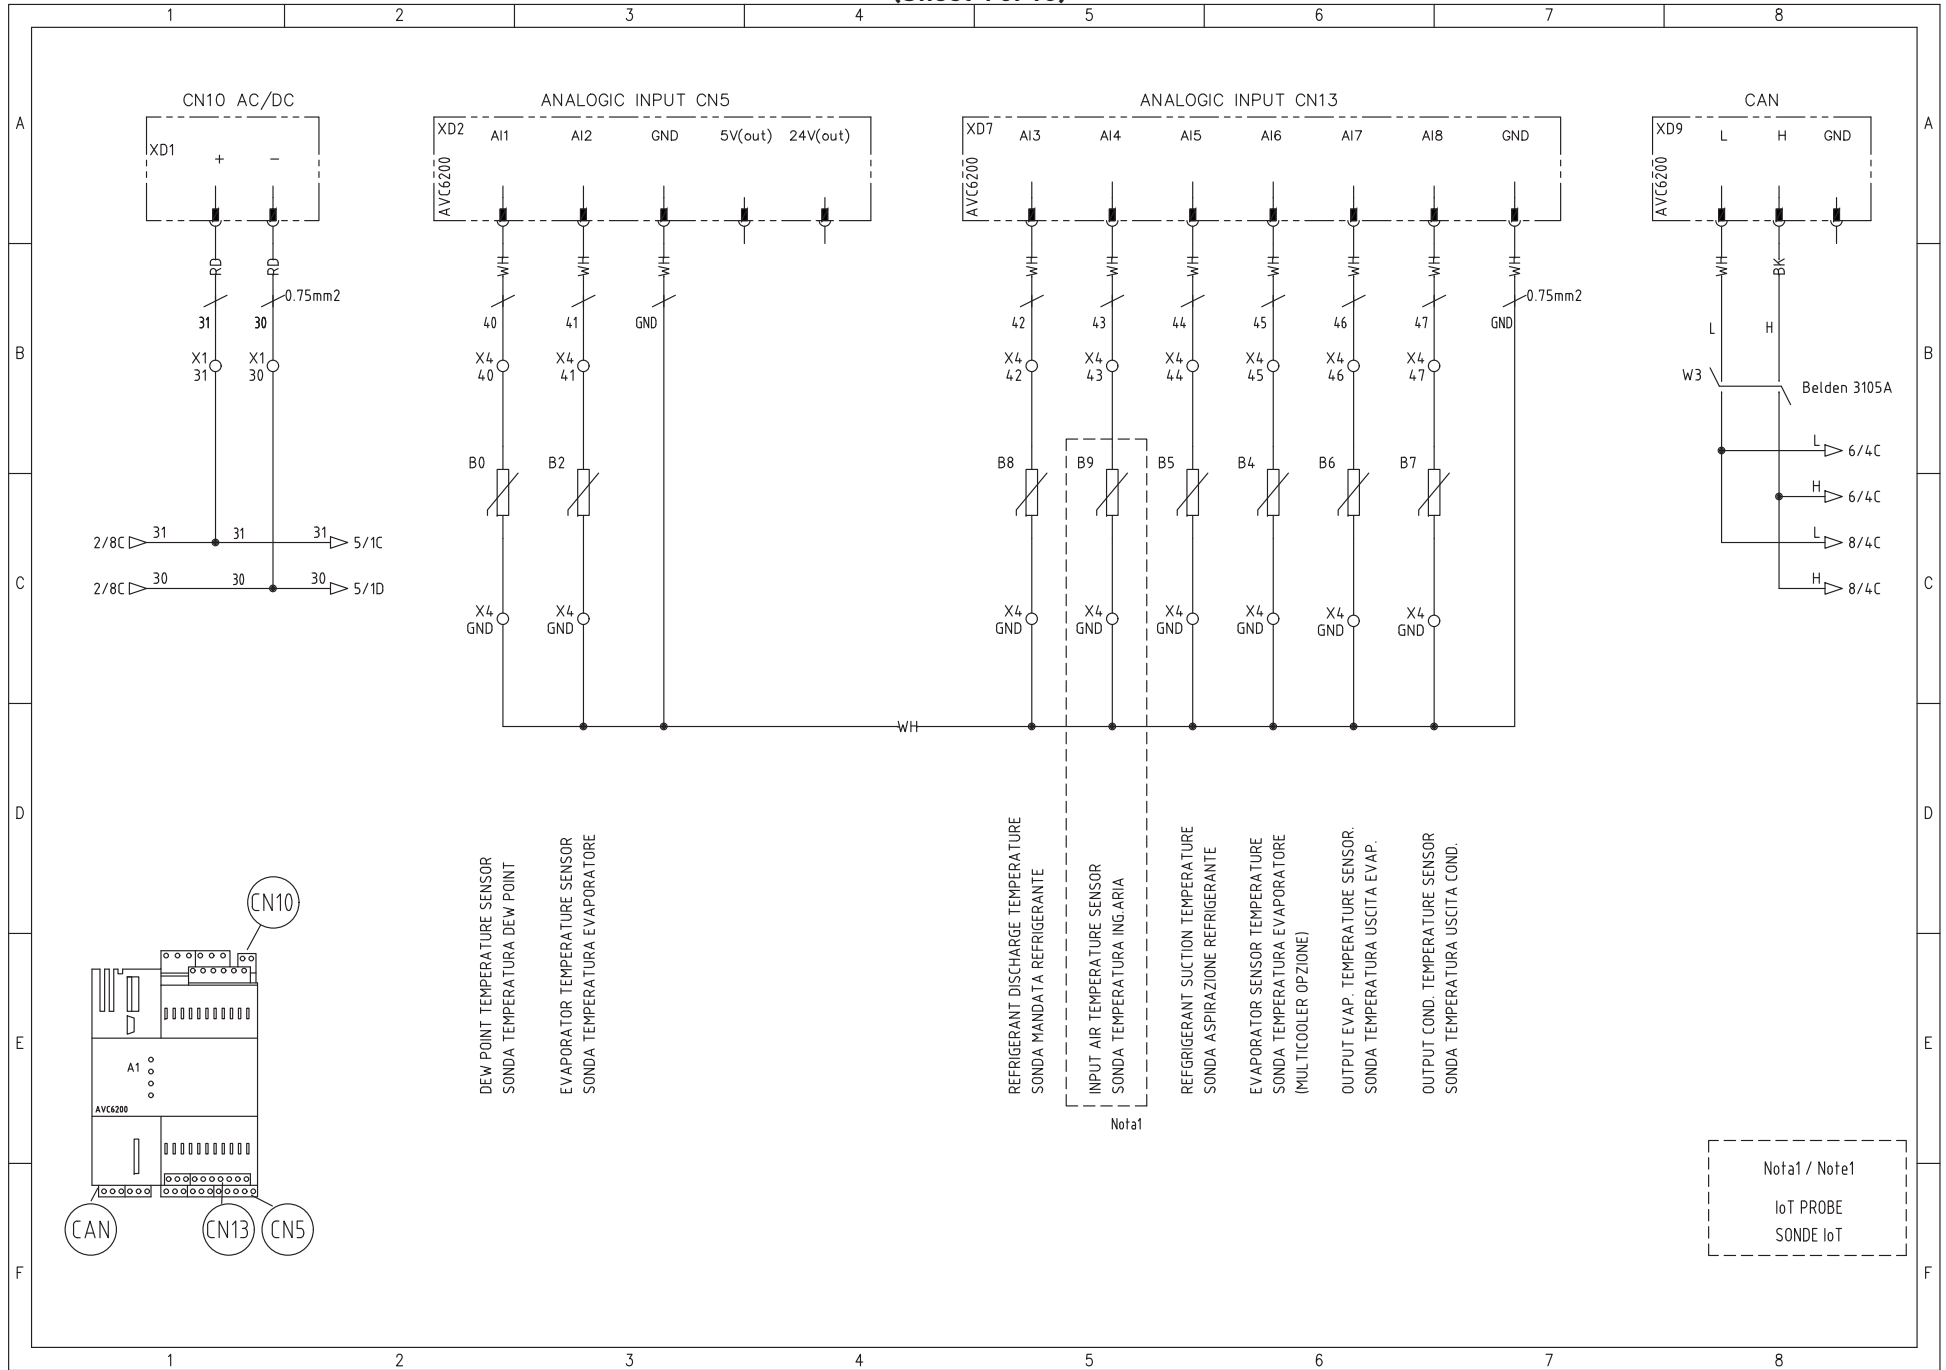 1 2 3 4 5 6 7 8
A A
B B
C C
D D
E E
F F
CN10 AC/DC
XD1
+ −
RD RD
0.75mm2
31 30
X1 X1
31 30
2/8C 31 31 31 5/1C
2/8C 30 30 30 5/1D
ANALOGIC INPUT CN5
XD2 AI1 AI2 GND 5V(out) 24V(out)
AVC6200
WH WH WH
40 41 GND
X4 X4
40 41
B0 B2
X4 X4
GND GND
WH
ANALOGIC INPUT CN13
XD7 AI3 AI4 AI5 AI6 AI7 AI8 GND
AVC6200
WH WH WH WH WH WH WH
0.75mm2
42 43 44 45 46 47 GND
X4 X4 X4 X4 X4 X4
42 43 44 45 46 47
B8 B9 B5 B4 B6 B7
X4 X4 X4 X4 X4 X4
GND GND GND GND GND GND
CAN
XD9 L H GND
AVC6200
WH BK
L H
W3 Belden 3105A
L 6/4C
H 6/4C
L 8/4C
H 8/4C
DEW POINT TEMPERATURE SENSOR
SONDA TEMPERATURA DEW POINT
EVAPORATOR TEMPERATURE SENSOR
SONDA TEMPERATURA EVAPORATORE
REFRIGERANT DISCHARGE TEMPERATURE
SONDA MANDATA REFRIGERANTE
INPUT AIR TEMPERATURE SENSOR
SONDA TEMPERATURA ING.ARIA
Nota1
REFGRIGERANT SUCTION TEMPERATURE
SONDA ASPIRAZIONE REFRIGERANTE
EVAPORATOR SENSOR TEMPERATURE
SONDA TEMPERATURA EVAPORATORE
(MULTICOOLER OPZIONE)
OUTPUT EVAP. TEMPERATURE SENSOR.
SONDA TEMPERATURA USCITA EVAP.
OUTPUT COND. TEMPERATURE SENSOR
SONDA TEMPERATURA USCITA COND.
CN10
A1
AVC6200
CAN CN13 CN5
Nota1 / Note1
IoT PROBE
SONDE IoT
1 2 3 4 5 6 7 8